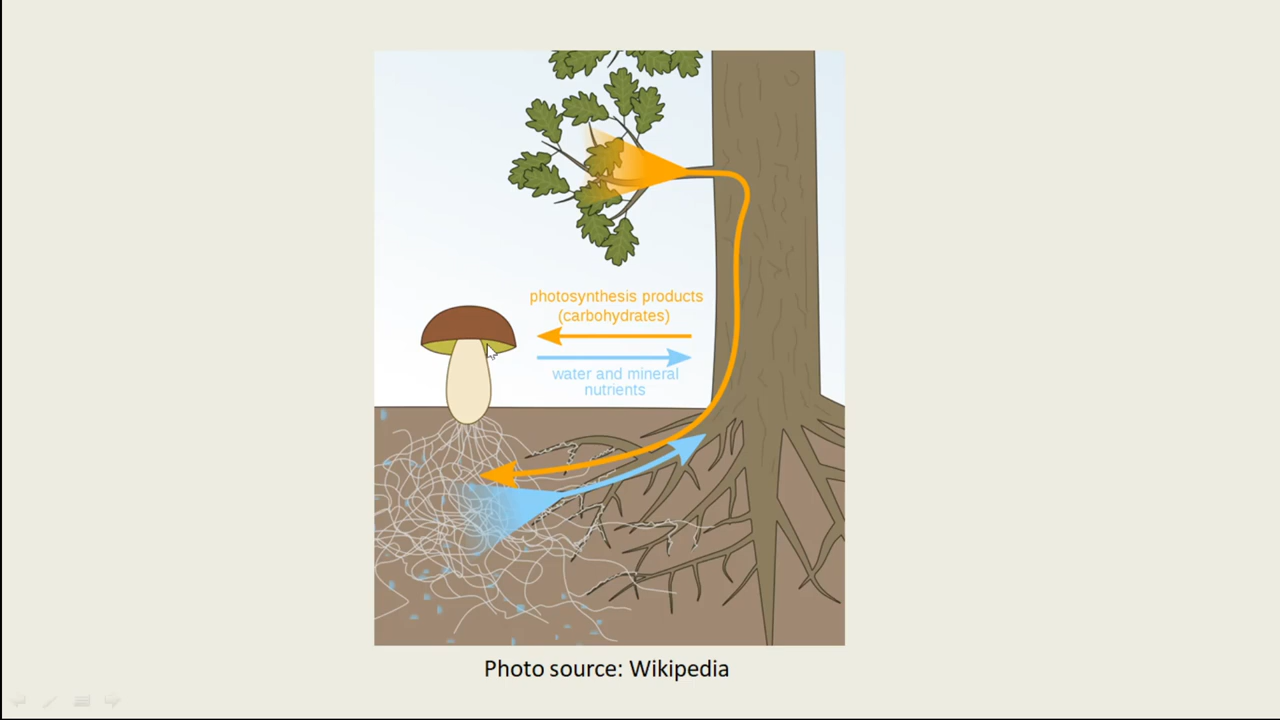 photosynthesis products
(carbohydrates)
water and mineral
nutrients
Photo source: Wikipedia